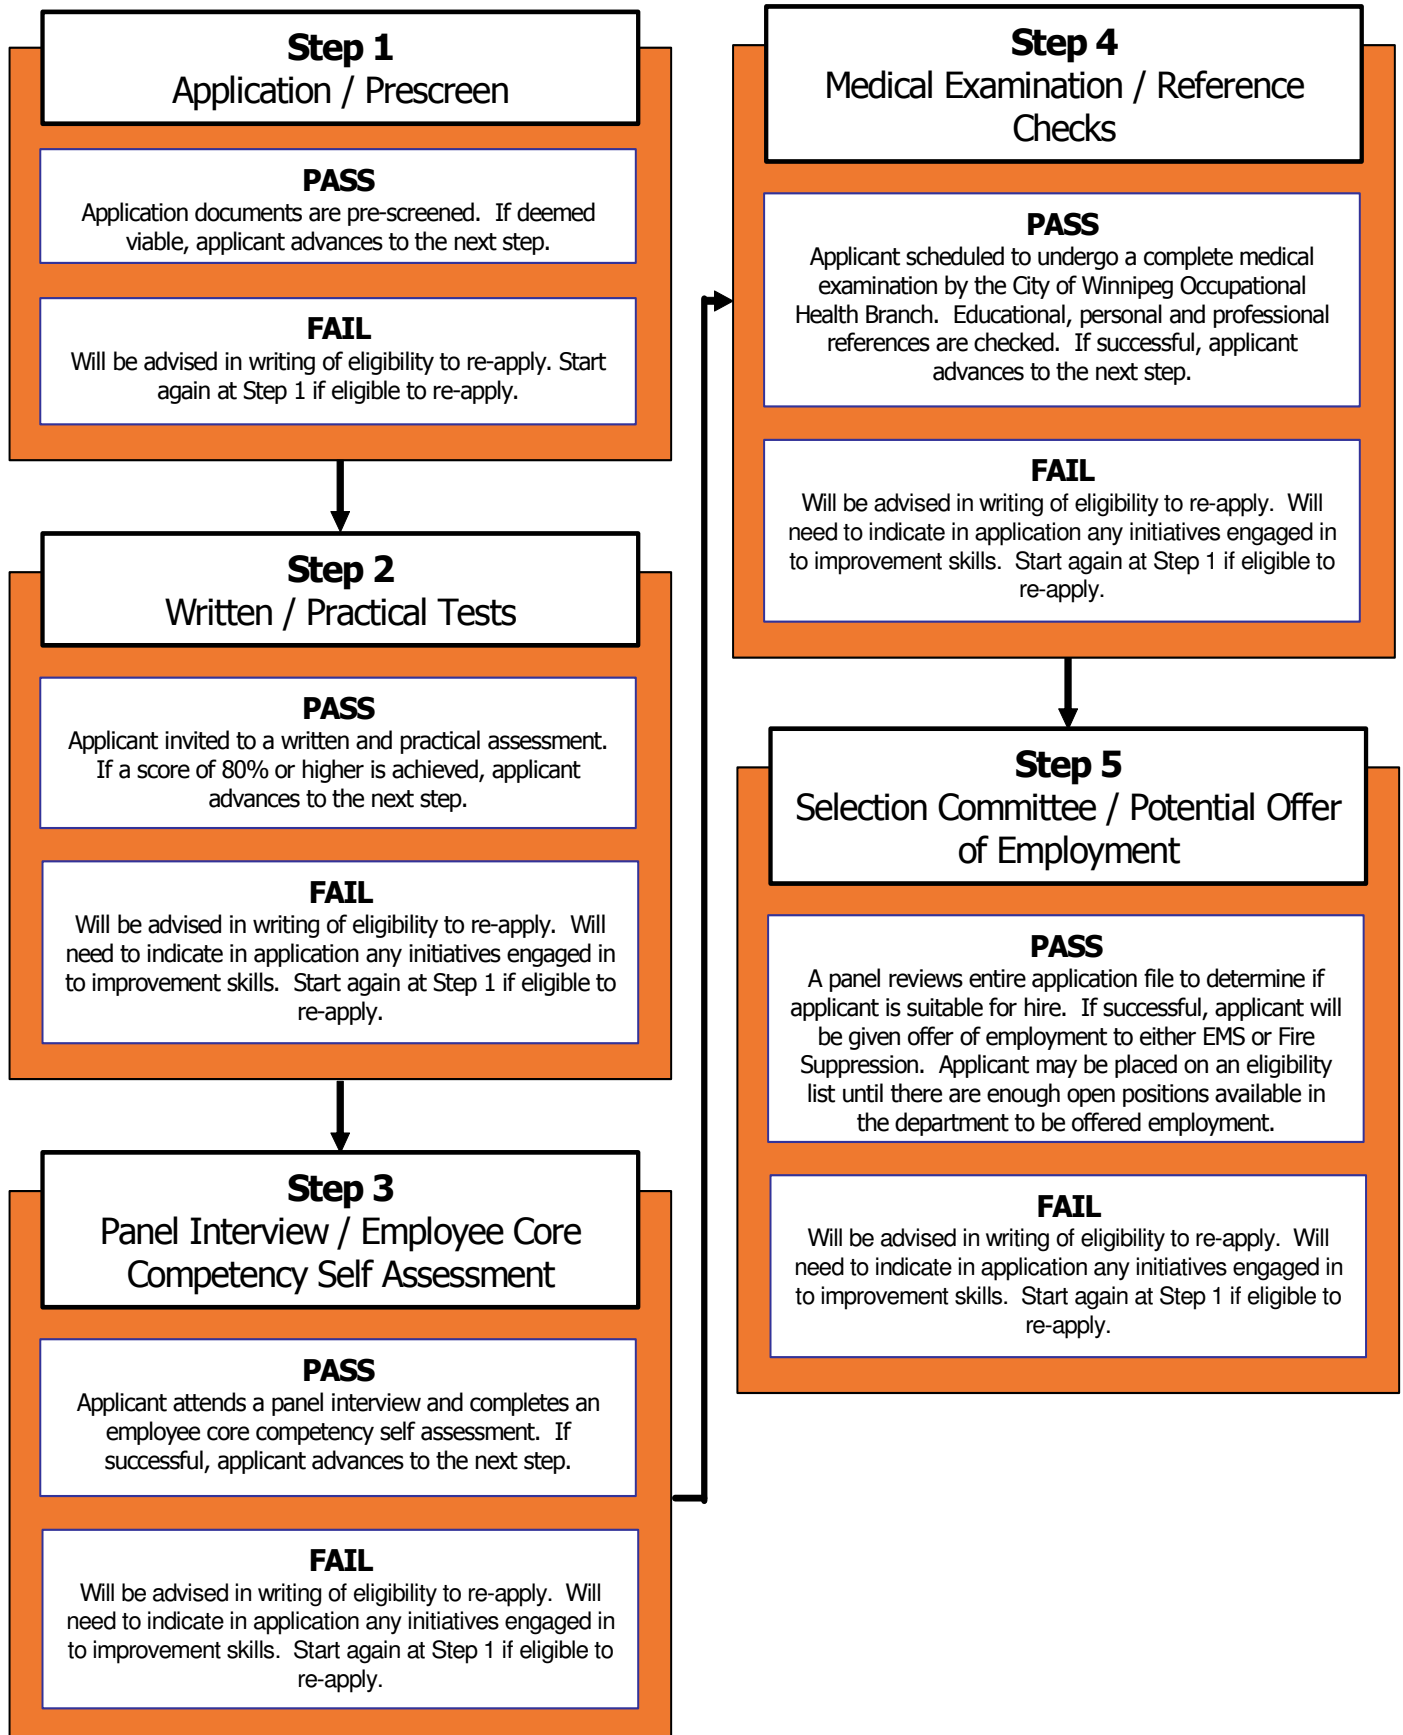 Step 1
Application / Prescreen
PASS
Application documents are pre-screened. If deemed
viable, applicant advances to the next step.
FAIL
Will be advised in writing of eligibility to re-apply. Start
again at Step 1 if eligible to re-apply.
Step 2
Written / Practical Tests
PASS
Applicant invited to a written and practical assessment.
If a score of 80% or higher is achieved, applicant
advances to the next step.
FAIL
Will be advised in writing of eligibility to re-apply. Will
need to indicate in application any initiatives engaged in
to improvement skills. Start again at Step 1 if eligible to
re-apply.
Step 3
Panel Interview / Employee Core
Competency Self Assessment
PASS
Applicant attends a panel interview and completes an
employee core competency self assessment. If
successful, applicant advances to the next step.
FAIL
Will be advised in writing of eligibility to re-apply. Will
need to indicate in application any initiatives engaged in
to improvement skills. Start again at Step 1 if eligible to
re-apply.
Step 4
Medical Examination / Reference
Checks
PASS
Applicant scheduled to undergo a complete medical
examination by the City of Winnipeg Occupational
Health Branch. Educational, personal and professional
references are checked. If successful, applicant
advances to the next step.
FAIL
Will be advised in writing of eligibility to re-apply. Will
need to indicate in application any initiatives engaged in
to improvement skills. Start again at Step 1 if eligible to
re-apply.
Step 5
Selection Committee / Potential Offer
of Employment
PASS
A panel reviews entire application file to determine if
applicant is suitable for hire. If successful, applicant will
be given offer of employment to either EMS or Fire
Suppression. Applicant may be placed on an eligibility
list until there are enough open positions available in
the department to be offered employment.
FAIL
Will be advised in writing of eligibility to re-apply. Will
need to indicate in application any initiatives engaged in
to improvement skills. Start again at Step 1 if eligible to
re-apply.